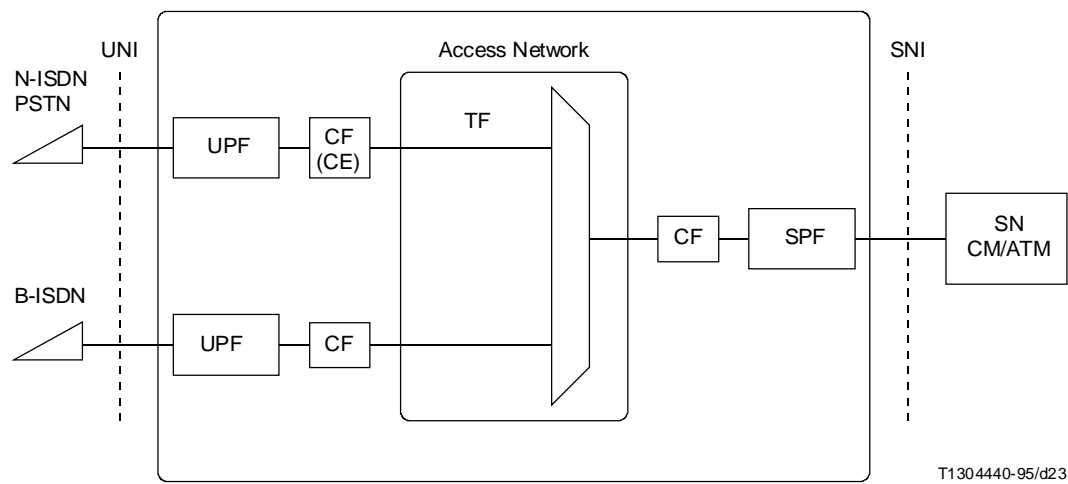 UNI
Access Network
SNI
N-ISDN
PSTN
UPF
CF
(CE)
TF
CF
SPF
SN
CM/ATM
B-ISDN
UPF
CF
T1304440-95/d23